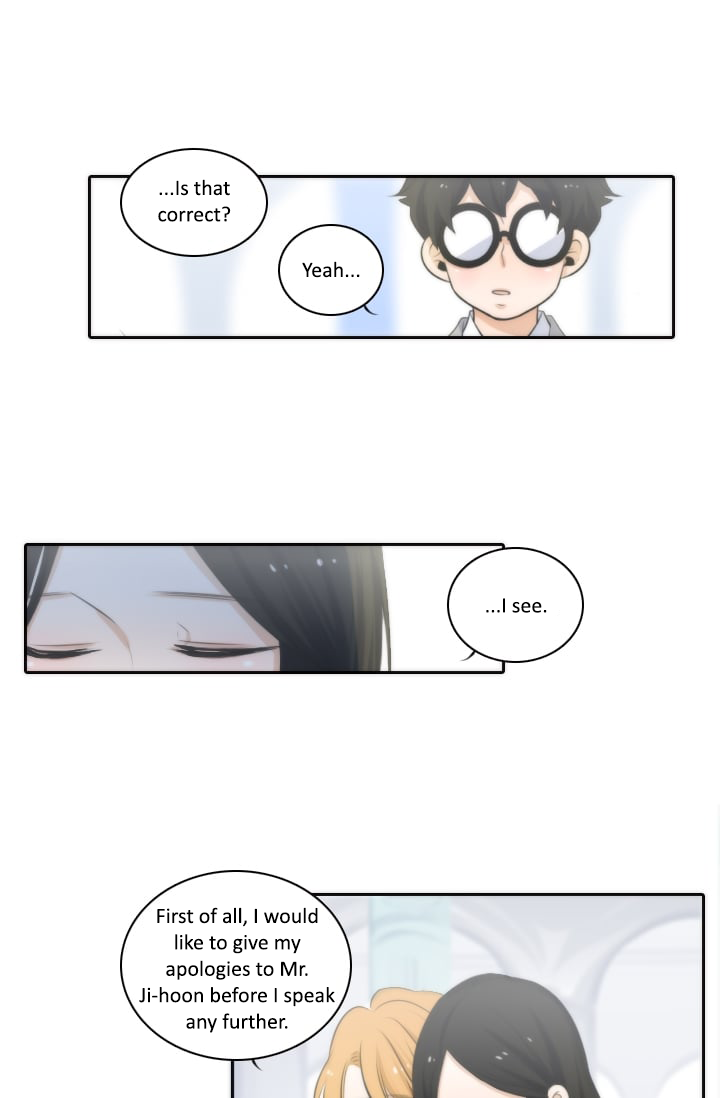 ...Is that
correct?
Yeah...
...I see.
First of all, I would
like to give my
apologies to Mr.
Ji-hoon before I speak
any further.